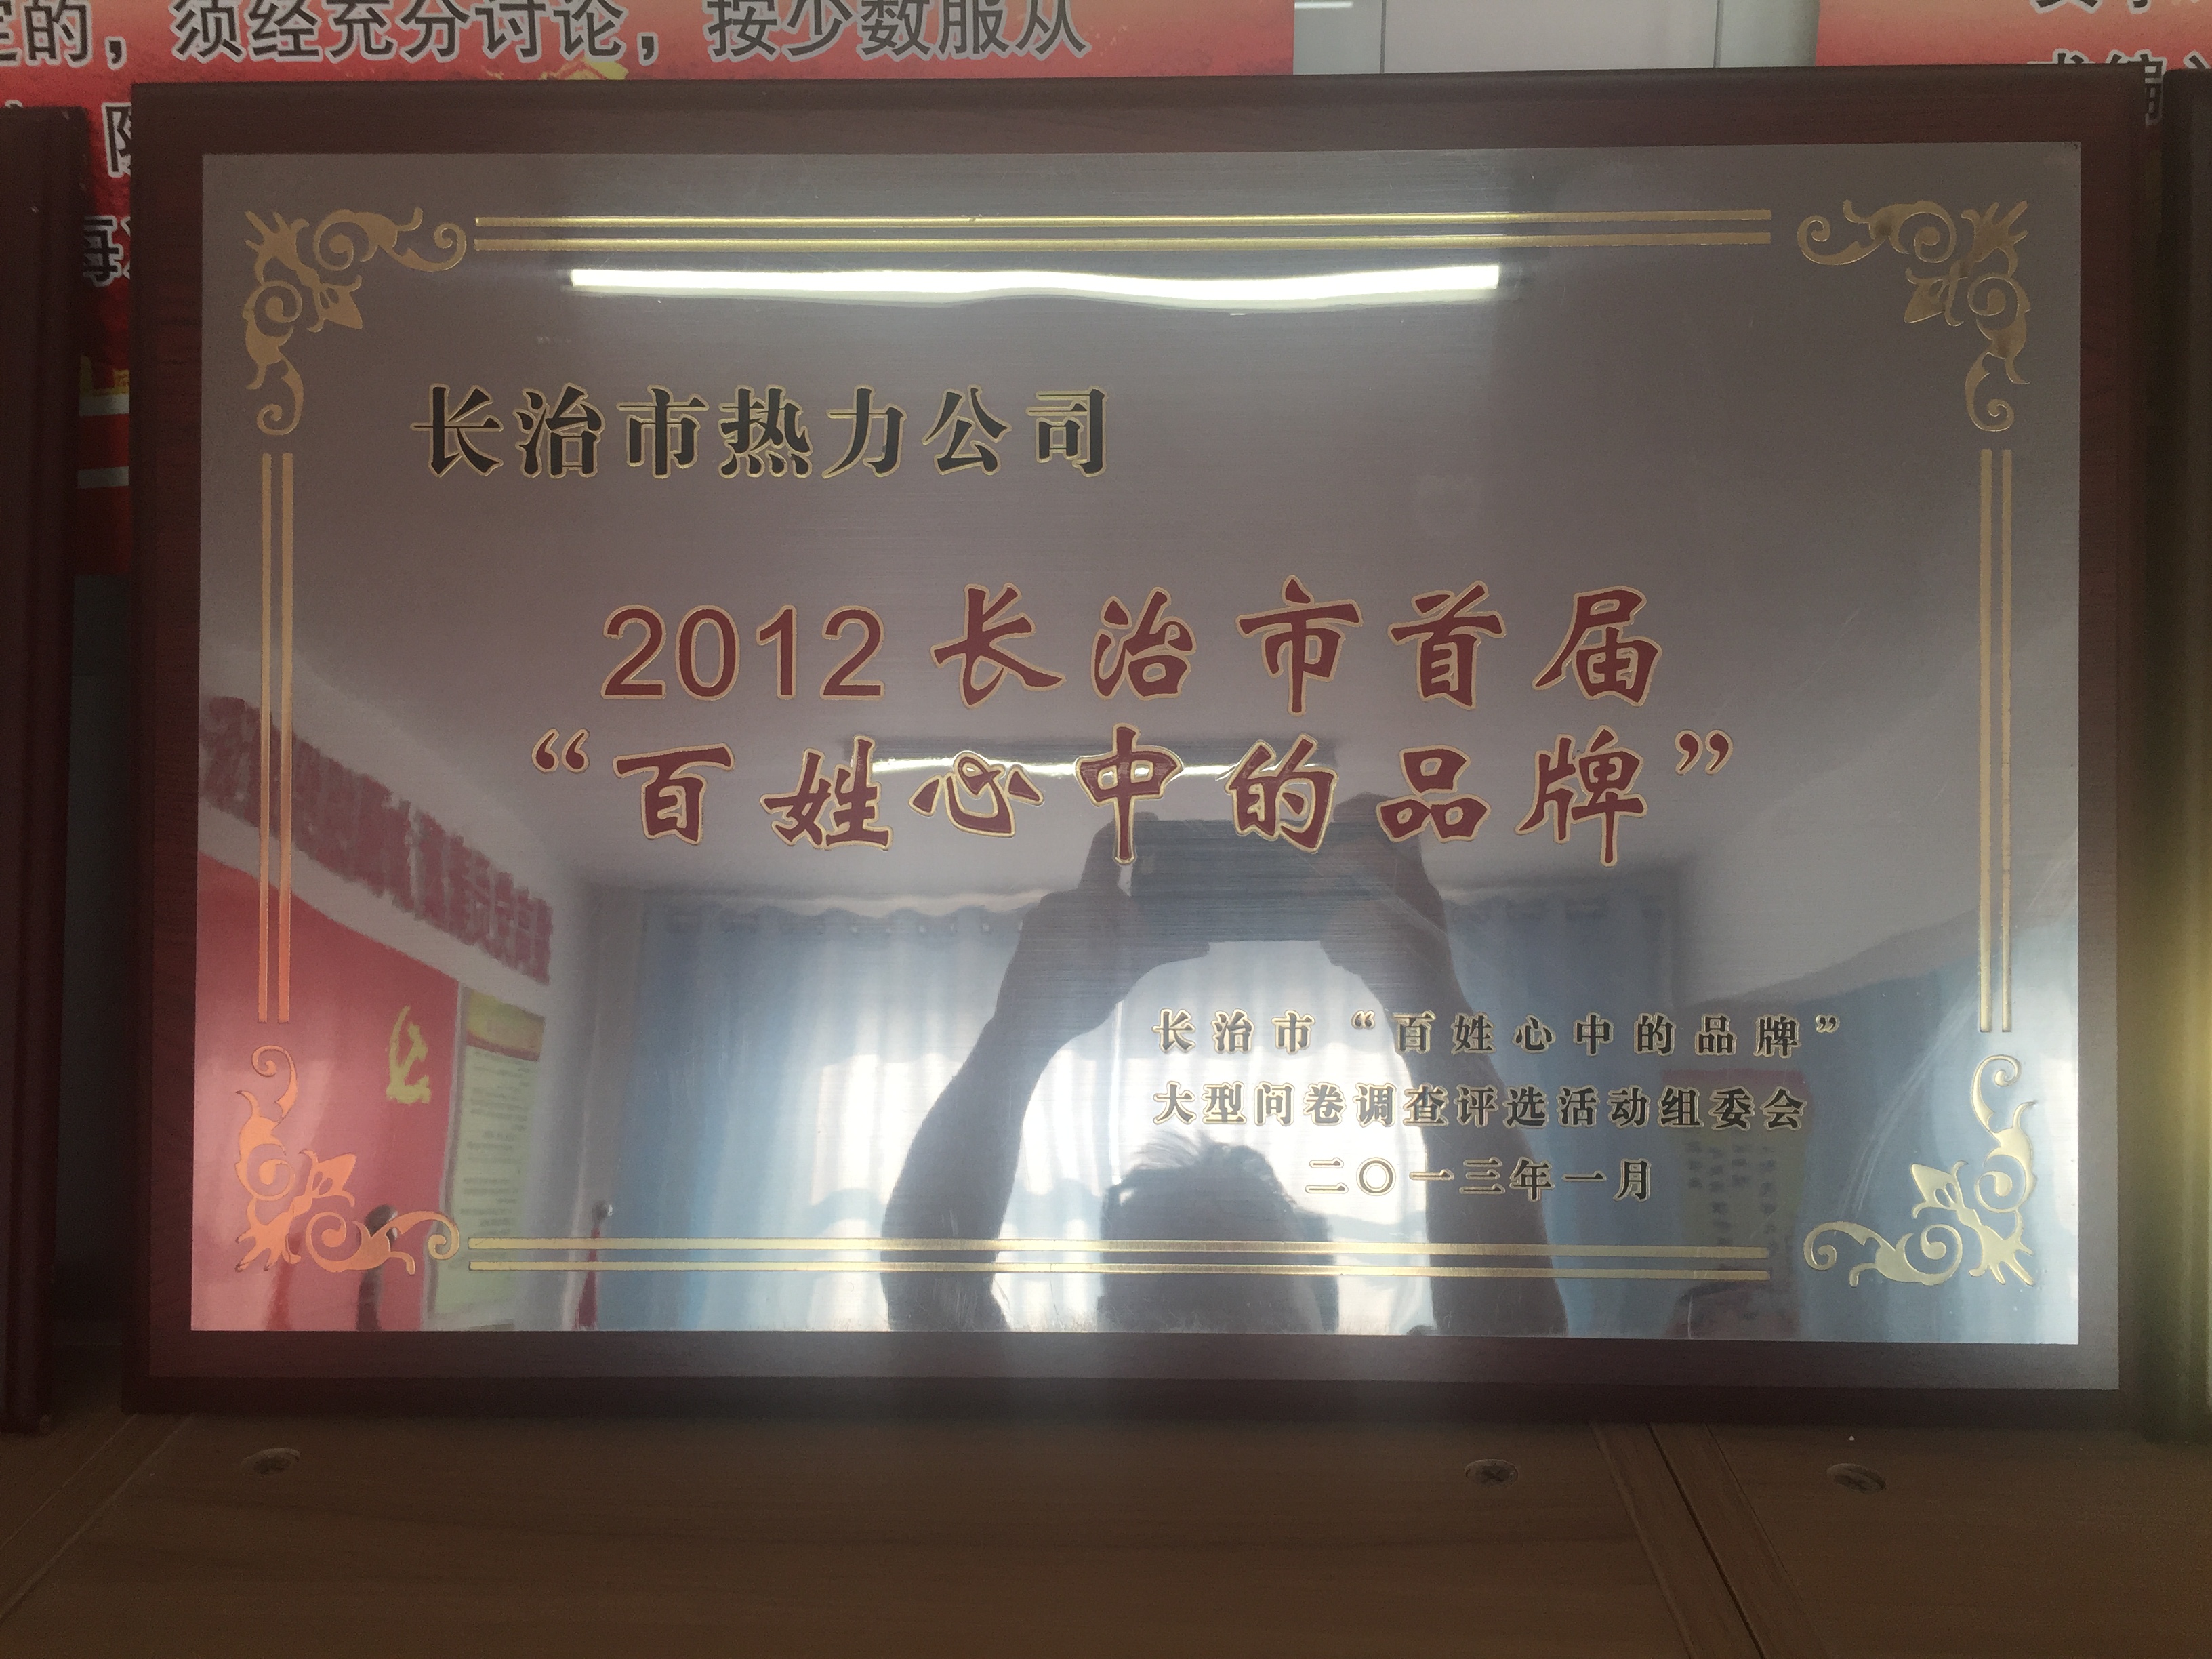 的，须经充分讨论，按少数服从
长治市热力公司
2012长治市首届
“百姓心中的品牌”
长治市“百姓心中的品牌”
大型问卷调查评选活动组委会
二〇一三年一月